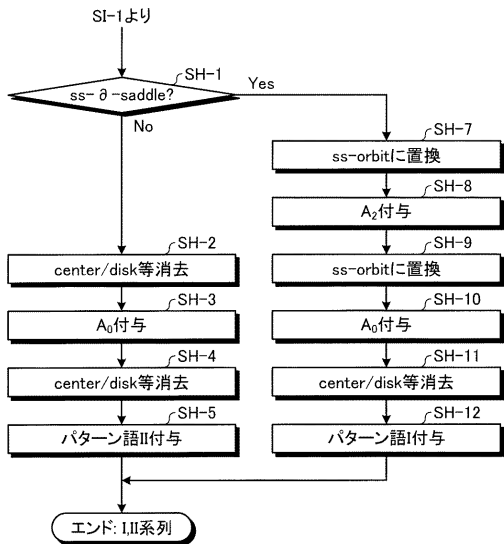 SI-1より
SH-1
ss-∂-saddle?
Yes
No
SH-7
ss-orbitに置換
SH-8
A₂付与
SH-2
center/disk等消去
SH-9
ss-orbitに置換
SH-3
A₀付与
SH-10
A₀付与
SH-4
center/disk等消去
SH-11
center/disk等消去
SH-5
パターン語II付与
SH-12
パターン語I付与
エンド: I,II系列